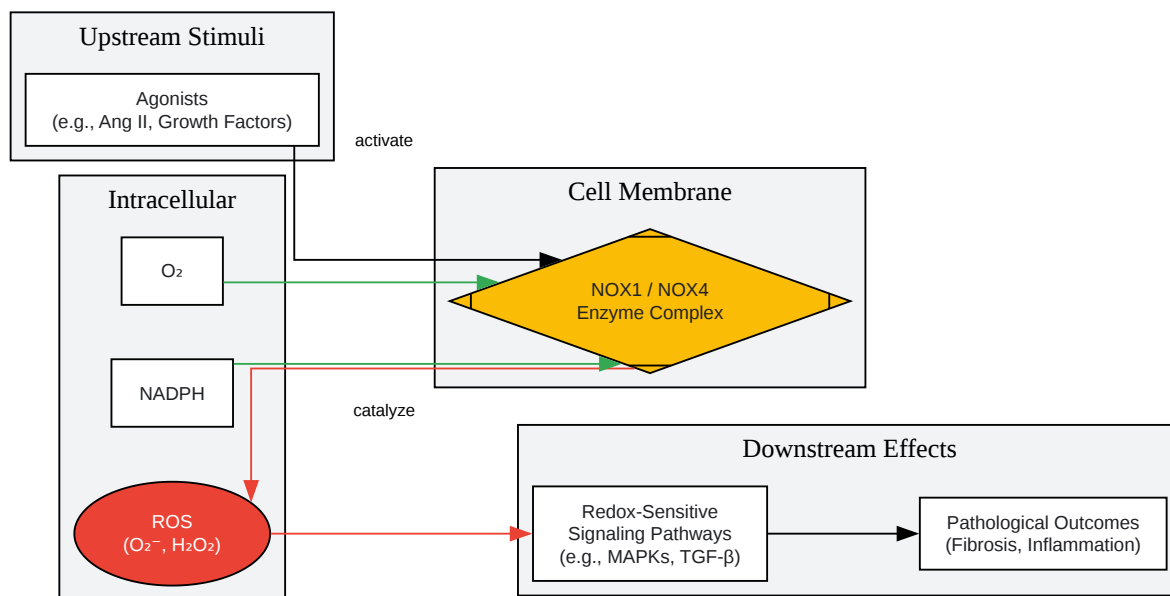 Upstream Stimuli
Agonists
(e.g., Ang II, Growth Factors)
activate
Intracellular
Cell Membrane
O₂
NOX1 / NOX4
Enzyme Complex
NADPH
catalyze
Downstream Effects
ROS
(O₂⁻, H₂O₂)
Redox-Sensitive
Signaling Pathways
(e.g., MAPKs, TGF-β)
Pathological Outcomes
(Fibrosis, Inflammation)